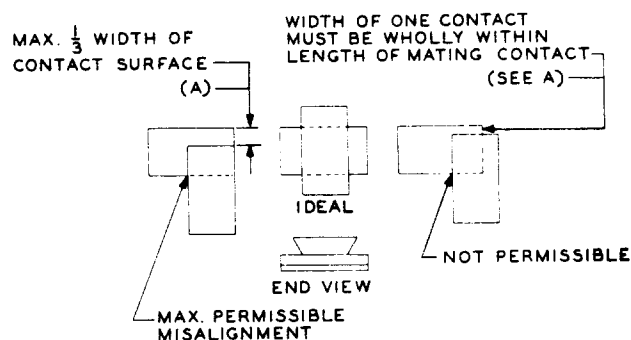 MAX. 1/3 WIDTH OF
CONTACT SURFACE
(A)
WIDTH OF ONE CONTACT
MUST BE WHOLLY WITHIN
LENGTH OF MATING CONTACT
(SEE A)
IDEAL
NOT PERMISSIBLE
END VIEW
MAX. PERMISSIBLE
MISALIGNMENT